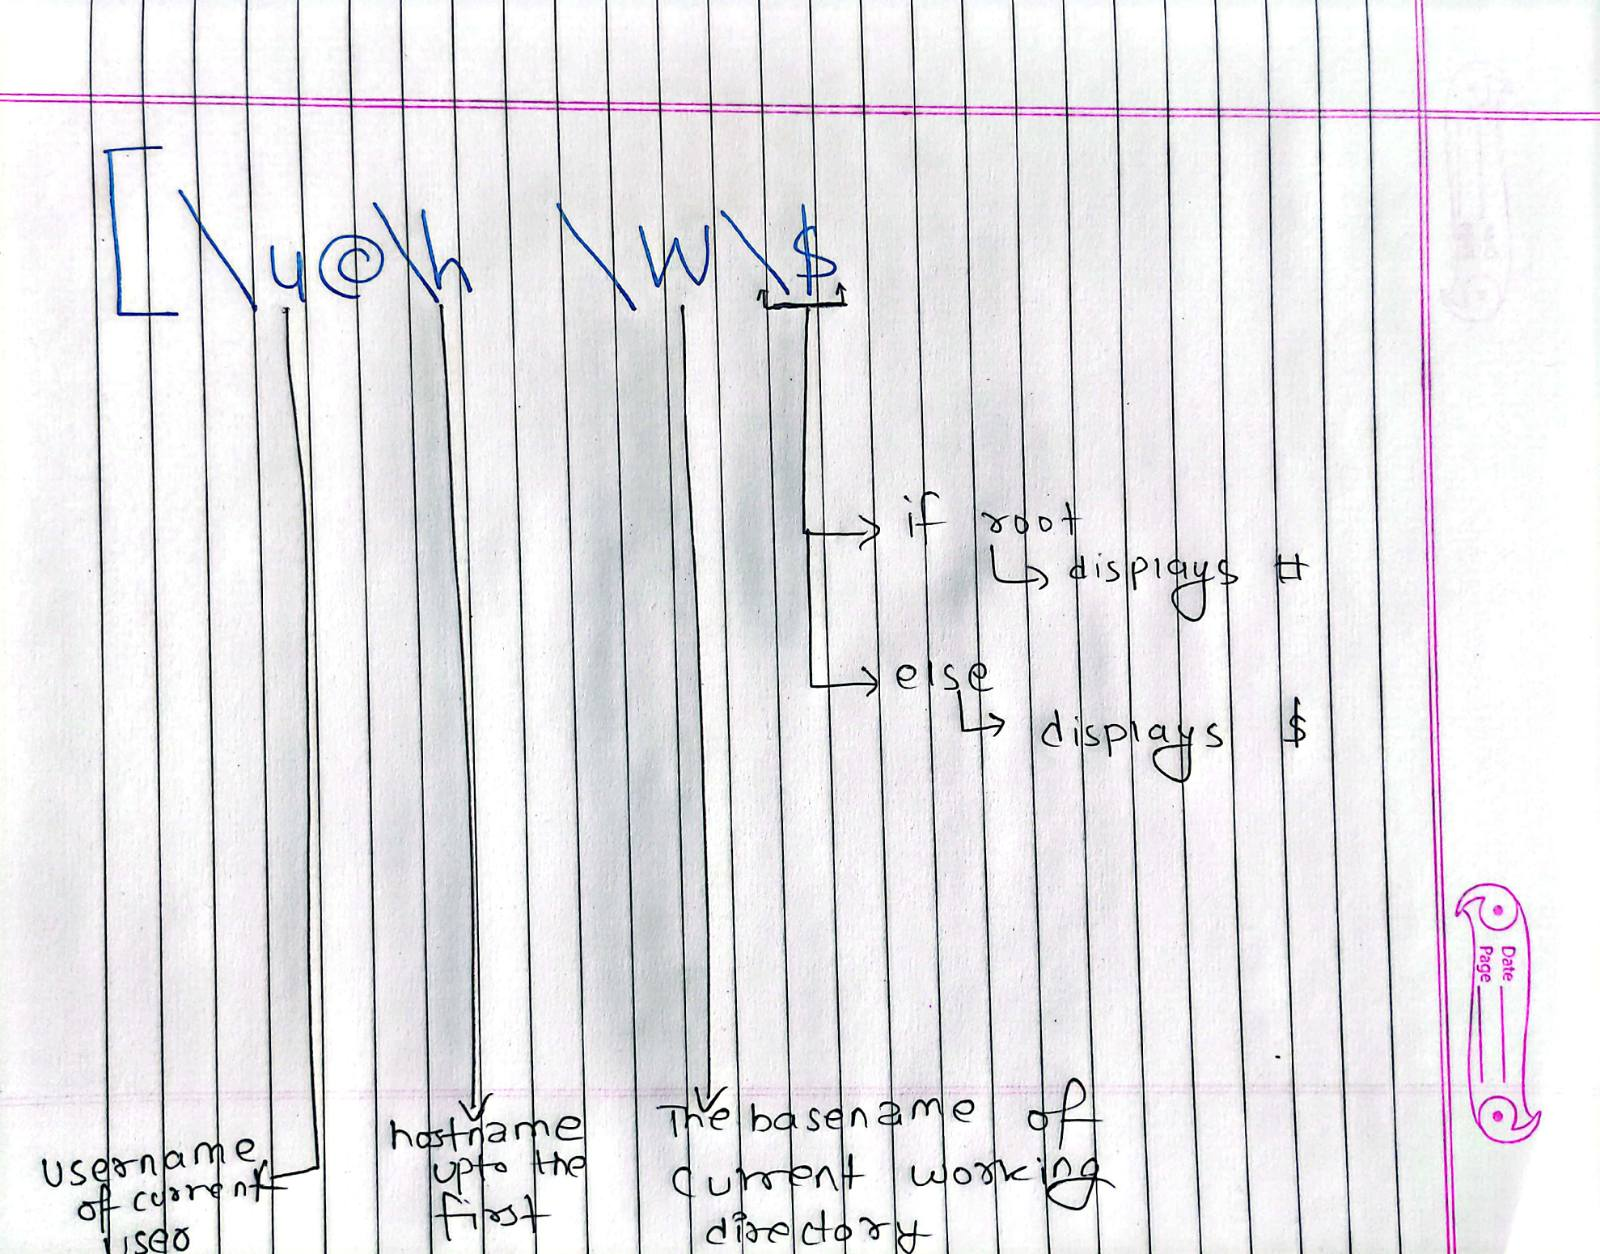 [ \u@\h \W\$
if root
displays #
else
displays $
username
of current
user
hostname
upto the
first
The basename of
current working
directory
Date
Page